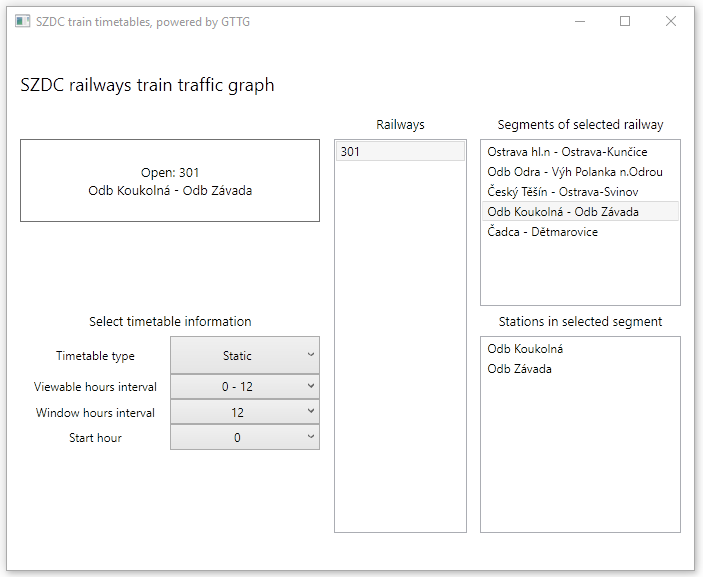 SZDC train timetables, powered by GTTG
SZDC railways train traffic graph
Open: 301
Odb Koukolná - Odb Závada
Select timetable information
Timetable type
Static
Viewable hours interval
0 - 12
Window hours interval
12
Start hour
0
Railways
301
Segments of selected railway
Ostrava hl.n - Ostrava-Kunčice
Odb Odra - Výh Polanka n.Odrou
Český Těšín - Ostrava-Svinov
Odb Koukolná - Odb Závada
Čadca - Dětmarovice
Stations in selected segment
Odb Koukolná
Odb Závada